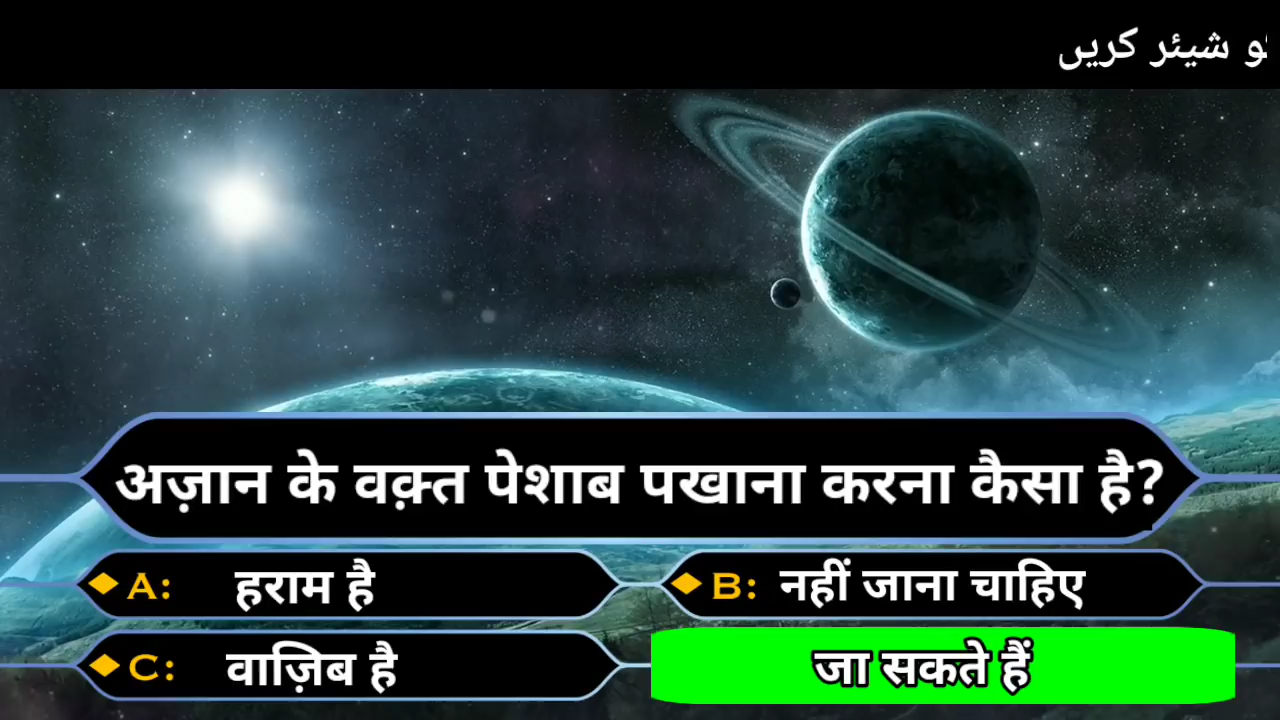 شیئر کریں
अज़ान के वक़्त पेशाब पखाना करना कैसा है?
A: हराम है
B: नहीं जाना चाहिए
C: वाज़िब है
जा सकते हैं